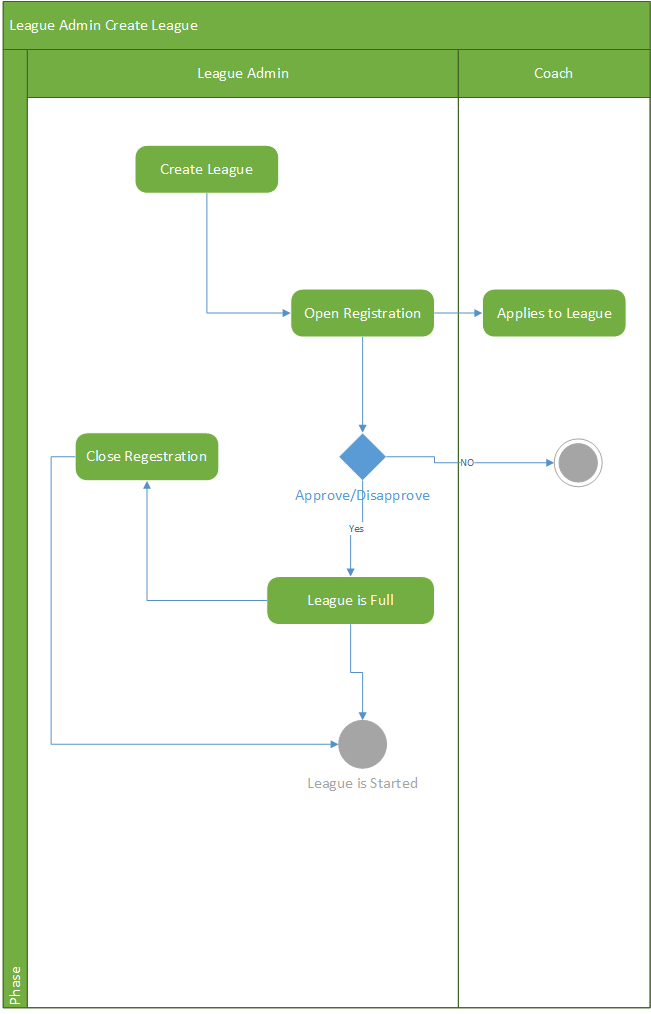 League Admin Create League
League Admin
Coach
Create League
Open Registration
Applies to League
Close Regestration
NO
Approve/Disapprove
Yes
League is Full
League is Started
Phase